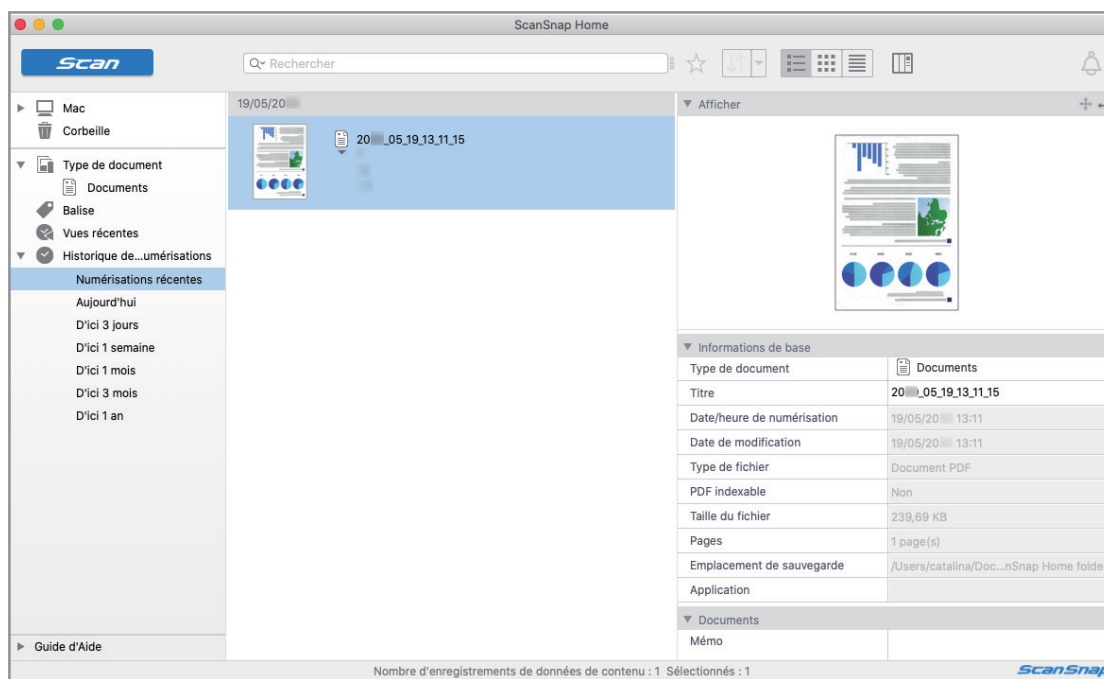 ScanSnap Home
Scan
Rechercher
Mac
Corbeille
Type de document
Documents
Balise
Vues récentes
Historique de...umérisations
Numérisations récentes
Aujourd'hui
D'ici 3 jours
D'ici 1 semaine
D'ici 1 mois
D'ici 3 mois
D'ici 1 an
Guide d'Aide
19/05/20
20 _05_19_13_11_15
Afficher
Informations de base
Type de document Documents
Titre 20 _05_19_13_11_15
Date/heure de numérisation 19/05/20 13:11
Date de modification 19/05/20 13:11
Type de fichier Document PDF
PDF indexable Non
Taille du fichier 239,69 KB
Pages 1 page(s)
Emplacement de sauvegarde /Users/catalina/Doc...nSnap Home folde
Application
Documents
Mémo
Nombre d'enregistrements de données de contenu : 1 Sélectionnés : 1
ScanSnap